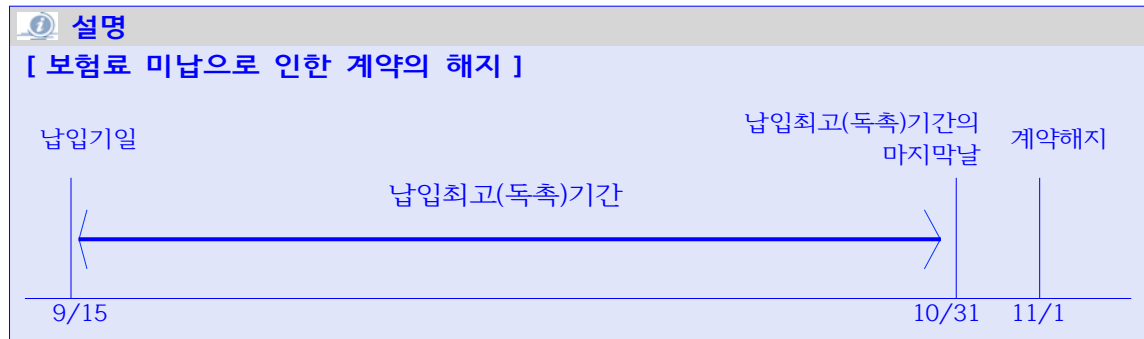 설명
[ 보험료 미납으로 인한 계약의 해지 ]
납입기일
납입최고(독촉)기간의
마지막날
계약해지
납입최고(독촉)기간
9/15
10/31
11/1